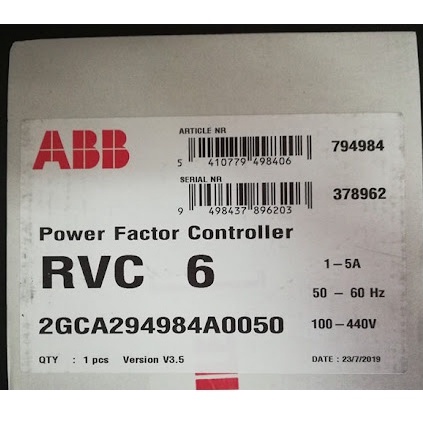 ABB
ARTICLE NR
5 410779 498406 794984
SERIAL NR
9 498437 896203 378962
Power Factor Controller
RVC 6 1-5A
50 - 60 Hz
2GCA294984A0050 100-440V
QTY : 1 pcs Version V3.5 DATE : 23/7/2019